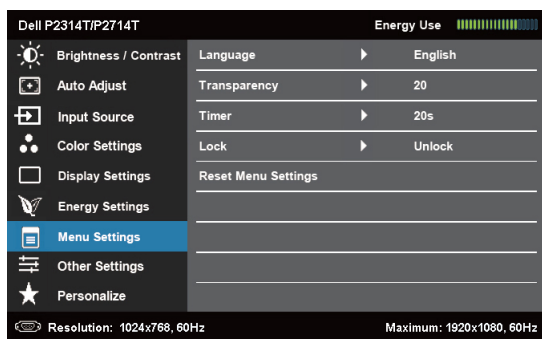 Dell P2314T/P2714T Energy Use
Brightness / Contrast Language English
Auto Adjust Transparency 20
Input Source Timer 20s
Color Settings Lock Unlock
Display Settings Reset Menu Settings
Energy Settings
Menu Settings
Other Settings
Personalize
Resolution: 1024x768, 60Hz Maximum: 1920x1080, 60Hz